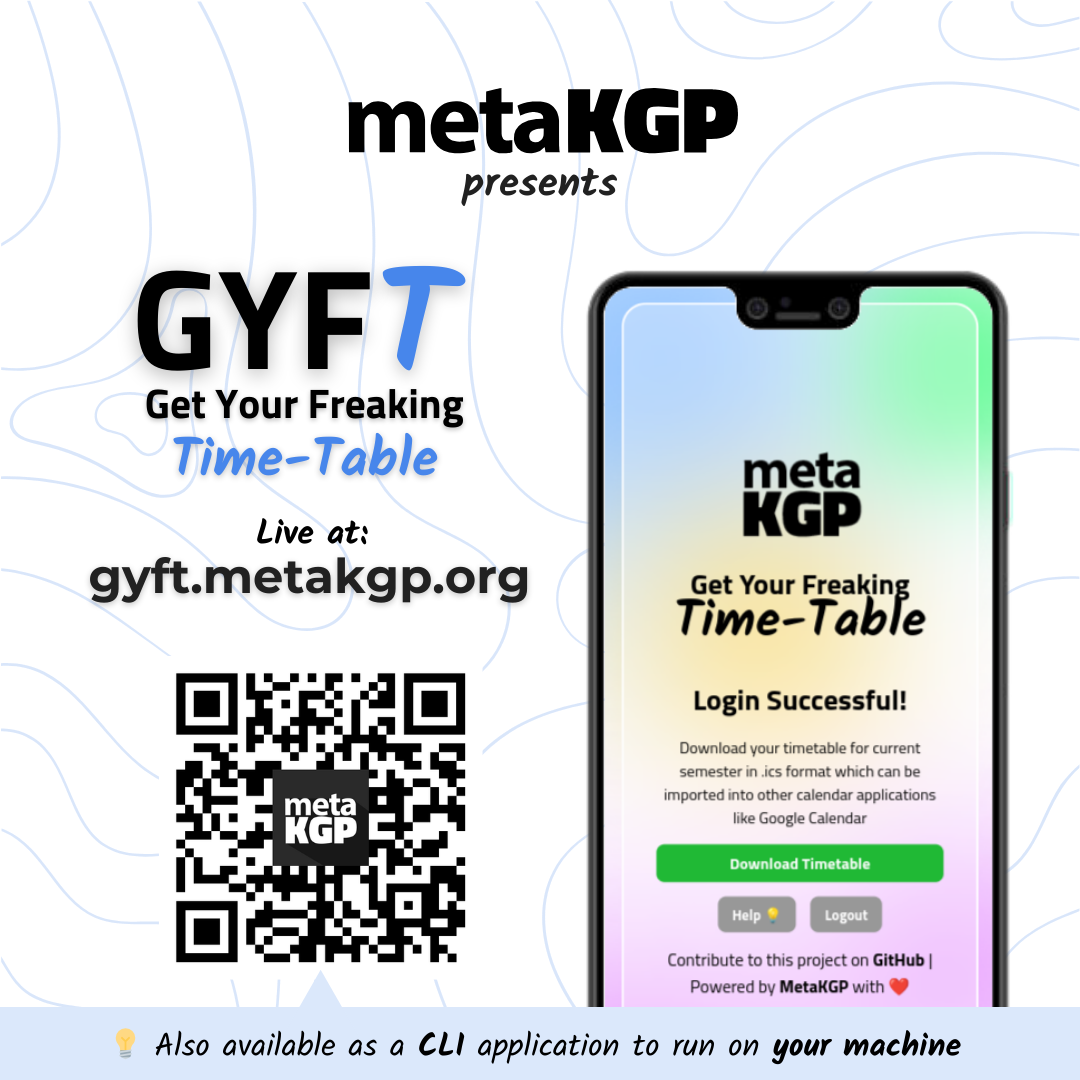 metaKGP
presents
GYFT
Get Your Freaking
Time-Table
Live at:
gyft.metakgp.org
meta
KGP
meta
KGP
Get Your Freaking
Time-Table
Login Successful!
Download your timetable for current
semester in .ics format which can be
imported into other calendar applications
like Google Calendar
Download Timetable
Help 💡 Logout
Contribute to this project on GitHub |
Powered by MetaKGP with ❤️
💡 Also available as a CLI application to run on your machine